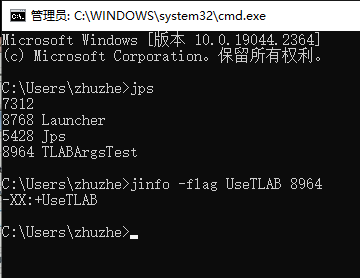 管理员: C:\WINDOWS\system32\cmd.exe
Microsoft Windows [版本 10.0.19044.2364]
(c) Microsoft Corporation。保留所有权利。
C:\Users\zhuzhe>jps
7312
8768 Launcher
5428 Jps
8964 TLABArgsTest
C:\Users\zhuzhe>jinfo -flag UseTLAB 8964
-XX:+UseTLAB
C:\Users\zhuzhe>